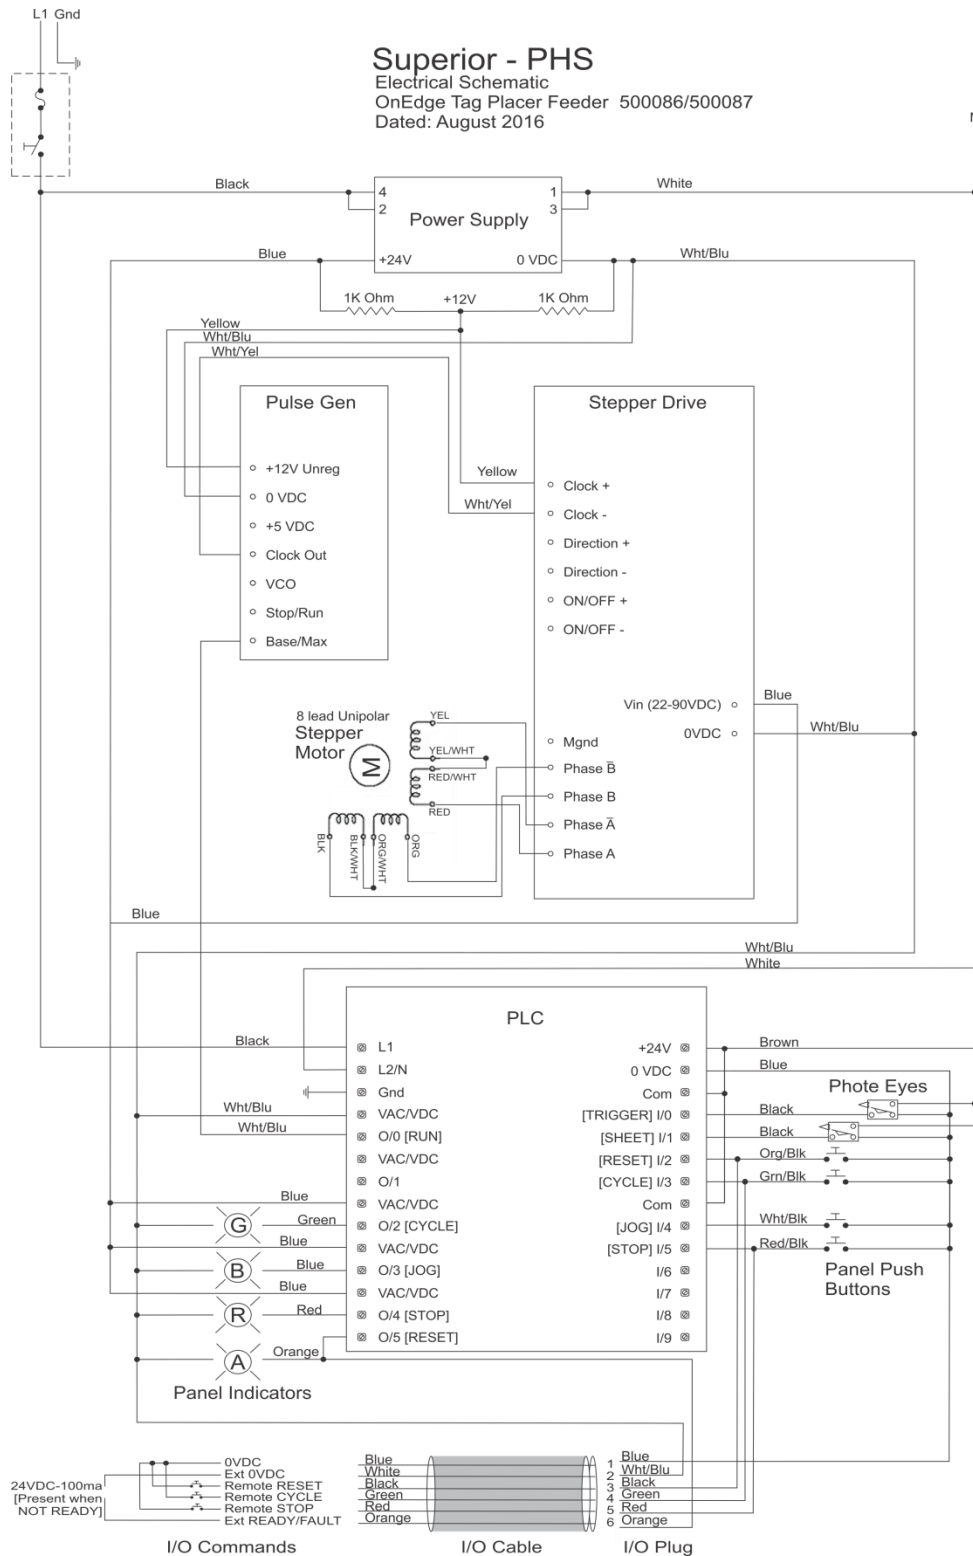 L1 Gnd
Superior - PHS
Electrical Schematic
OnEdge Tag Placer Feeder 500086/500087
Dated: August 2016
N
Black
4
1
White
2
3
Power Supply
Blue
+24V
0 VDC
Wht/Blu
1K Ohm
+12V
1K Ohm
Yellow
Wht/Blu
Wht/Yel
Pulse Gen
Stepper Drive
+12V Unreg
0 VDC
+5 VDC
Clock Out
VCO
Stop/Run
Base/Max
Yellow
Wht/Yel
Clock +
Clock -
Direction +
Direction -
ON/OFF +
ON/OFF -
Vin (22-90VDC)
Blue
0VDC
Wht/Blu
Mgnd
Phase B̅
Phase B
Phase A̅
Phase A
8 lead Unipolar
Stepper
Motor
M
YEL
YEL/WHT
RED/WHT
RED
BLK
BLK/WHT
ORG/WHT
ORG
Blue
Wht/Blu
White
PLC
Black
L1
L2/N
Gnd
Wht/Blu
VAC/VDC
Wht/Blu
O/0 [RUN]
VAC/VDC
O/1
Blue
VAC/VDC
G
Green
O/2 [CYCLE]
Blue
VAC/VDC
B
Blue
O/3 [JOG]
Blue
VAC/VDC
R
Red
O/4 [STOP]
O/5 [RESET]
A
Orange
Panel Indicators
+24V
Brown
0 VDC
Blue
Com
Phote Eyes
[TRIGGER] I/0
Black
[SHEET] I/1
Black
[RESET] I/2
Org/Blk
[CYCLE] I/3
Grn/Blk
Com
[JOG] I/4
Wht/Blk
[STOP] I/5
Red/Blk
I/6
I/7
I/8
I/9
Panel Push
Buttons
24VDC-100ma
[Present when
NOT READY]
0VDC
Ext 0VDC
Remote RESET
Remote CYCLE
Remote STOP
Ext READY/FAULT
Blue
White
Black
Green
Red
Orange
1 Blue
2 Wht/Blu
3 Black
4 Green
5 Red
6 Orange
I/O Commands
I/O Cable
I/O Plug